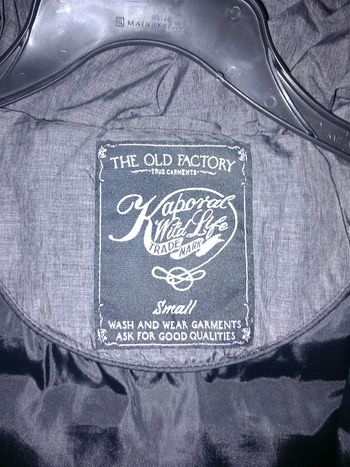 MAINETTI
THE OLD FACTORY
TRUE GARMENTS
Kaporal
Wild Life
TRADE MARK
Small
WASH AND WEAR GARMENTS
ASK FOR GOOD QUALITIES